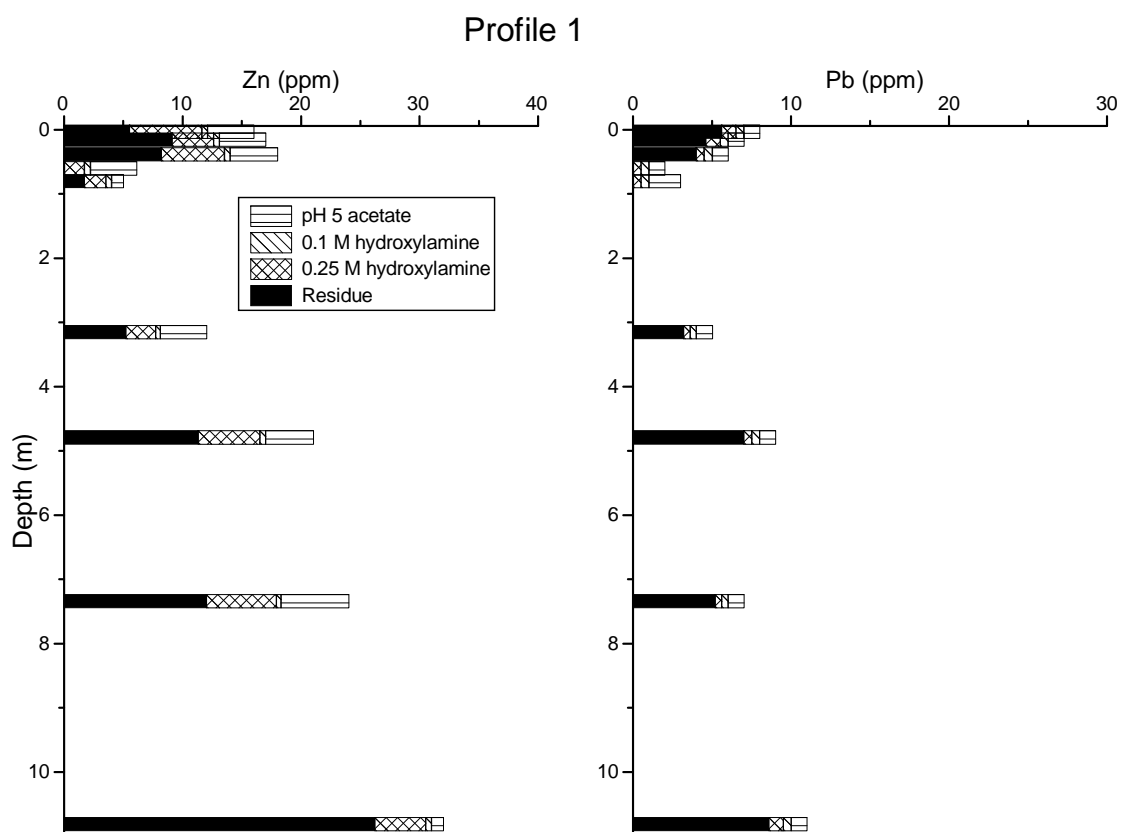 Profile 1
Zn (ppm)
0 10 20 30 40
Pb (ppm)
0 10 20 30
0
2
4
6
8
10
Depth (m)
pH 5 acetate
0.1 M hydroxylamine
0.25 M hydroxylamine
Residue
0
2
4
6
8
10